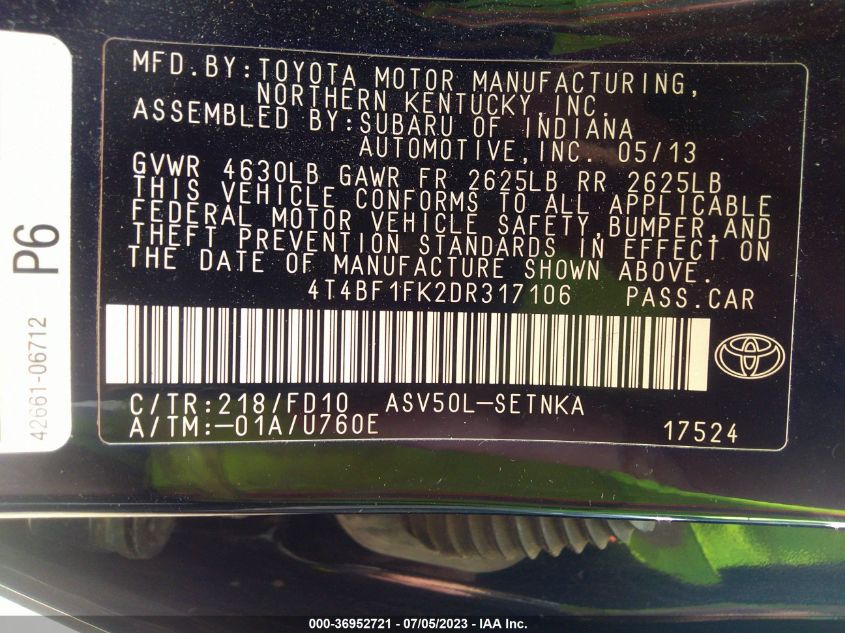 MFD.BY:TOYOTA MOTOR MANUFACTURING,
NORTHERN KENTUCKY,INC.
ASSEMBLED BY:SUBARU OF INDIANA
AUTOMOTIVE,INC. 05/13
GVWR 4630LB GAWR FR 2625LB RR 2625LB
THIS VEHICLE CONFORMS TO ALL APPLICABLE
FEDERAL MOTOR VEHICLE SAFETY,BUMPER,AND
THEFT PREVENTION STANDARDS IN EFFECT ON
THE DATE OF MANUFACTURE SHOWN ABOVE.
4T4BF1FK2DR317106 PASS.CAR
C/TR:218/FD10 ASV50L-SETNKA
A/TM:-01A/U760E 17524
P6
42661-06712
000-36952721 - 07/05/2023 - IAA Inc.